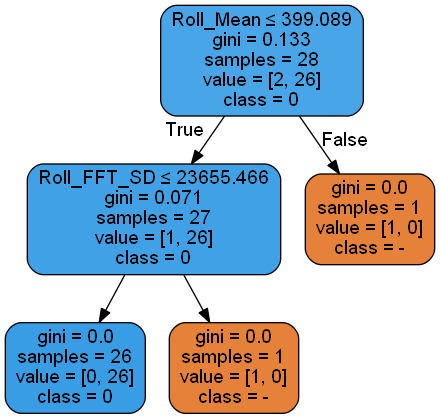 Roll_Mean ≤ 399.089
gini = 0.133
samples = 28
value = [2, 26]
class = 0
True
False
Roll_FFT_SD ≤ 23655.466
gini = 0.071
samples = 27
value = [1, 26]
class = 0
gini = 0.0
samples = 1
value = [1, 0]
class = -
gini = 0.0
samples = 26
value = [0, 26]
class = 0
gini = 0.0
samples = 1
value = [1, 0]
class = -